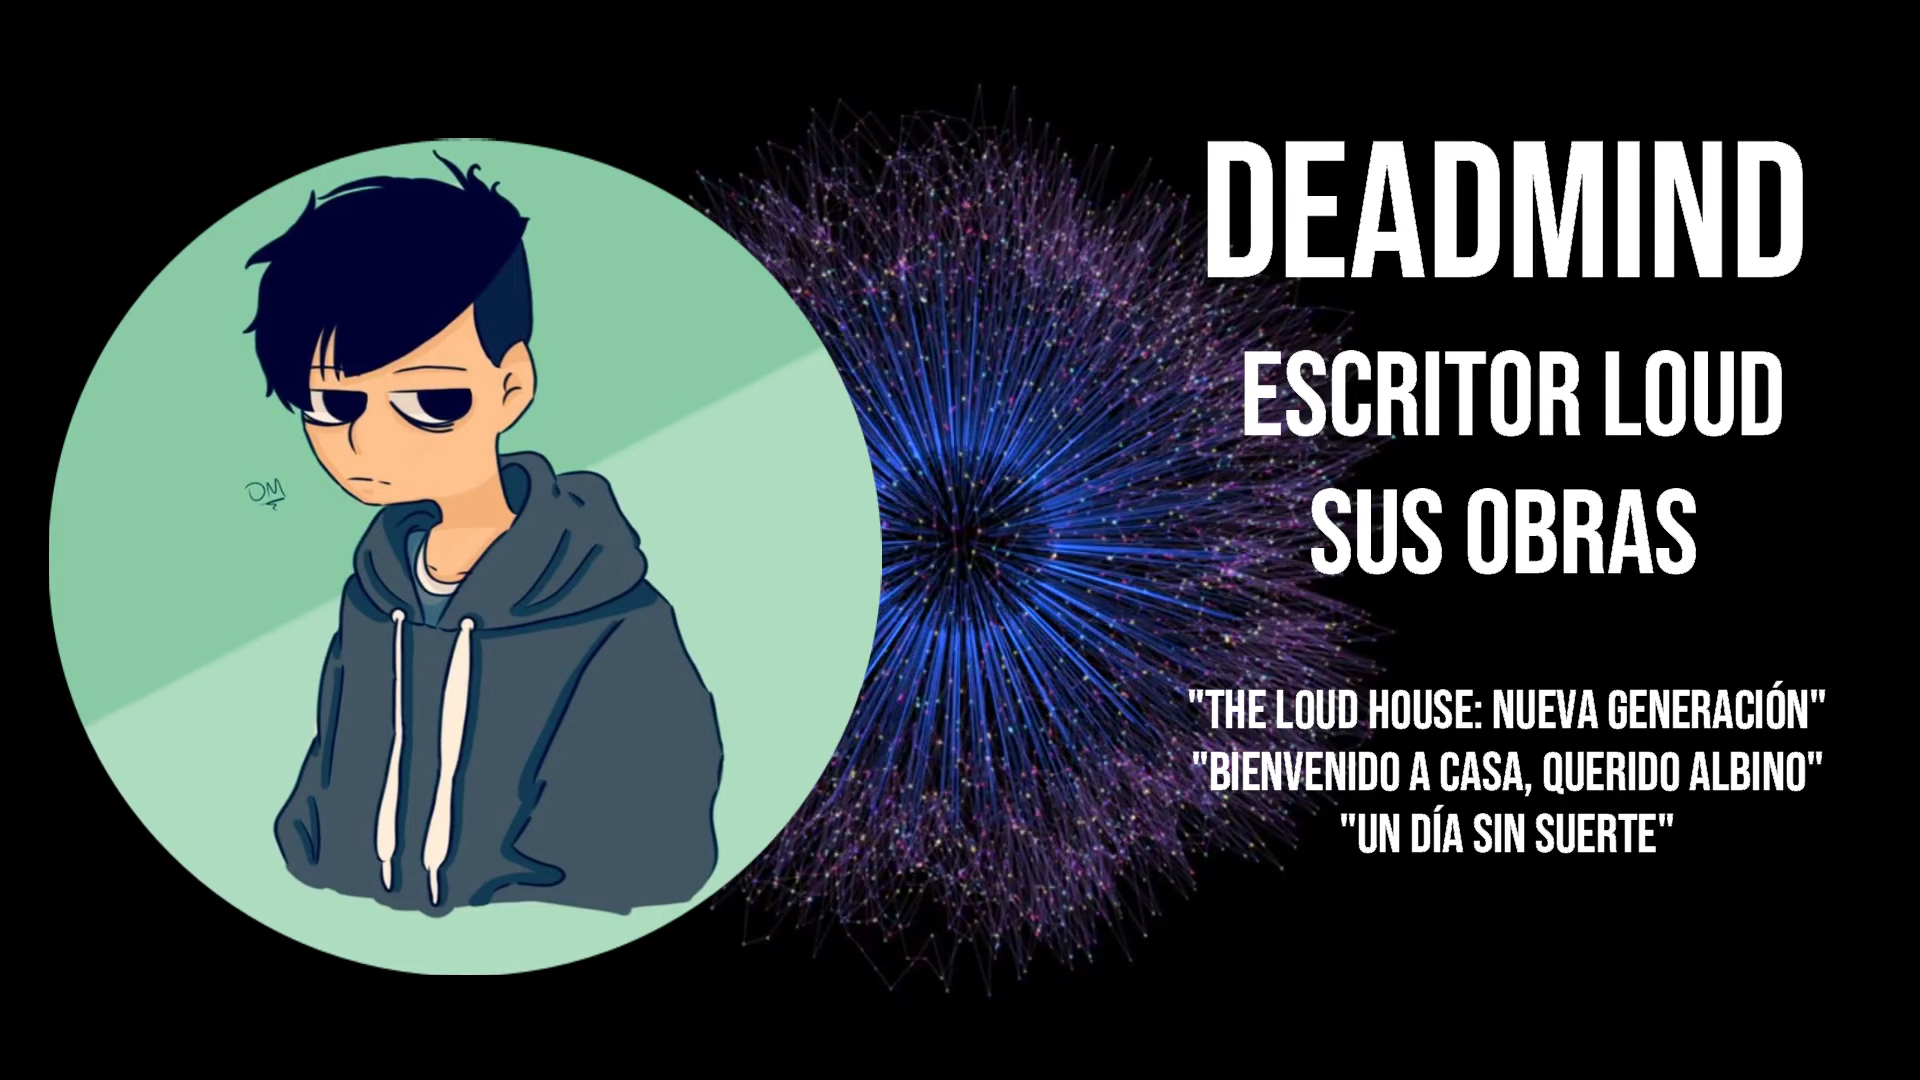 DM
DEADMIND
ESCRITOR LOUD
SUS OBRAS
"THE LOUD HOUSE: NUEVA GENERACIÓN"
"BIENVENIDO A CASA, QUERIDO ALBINO"
"UN DÍA SIN SUERTE"